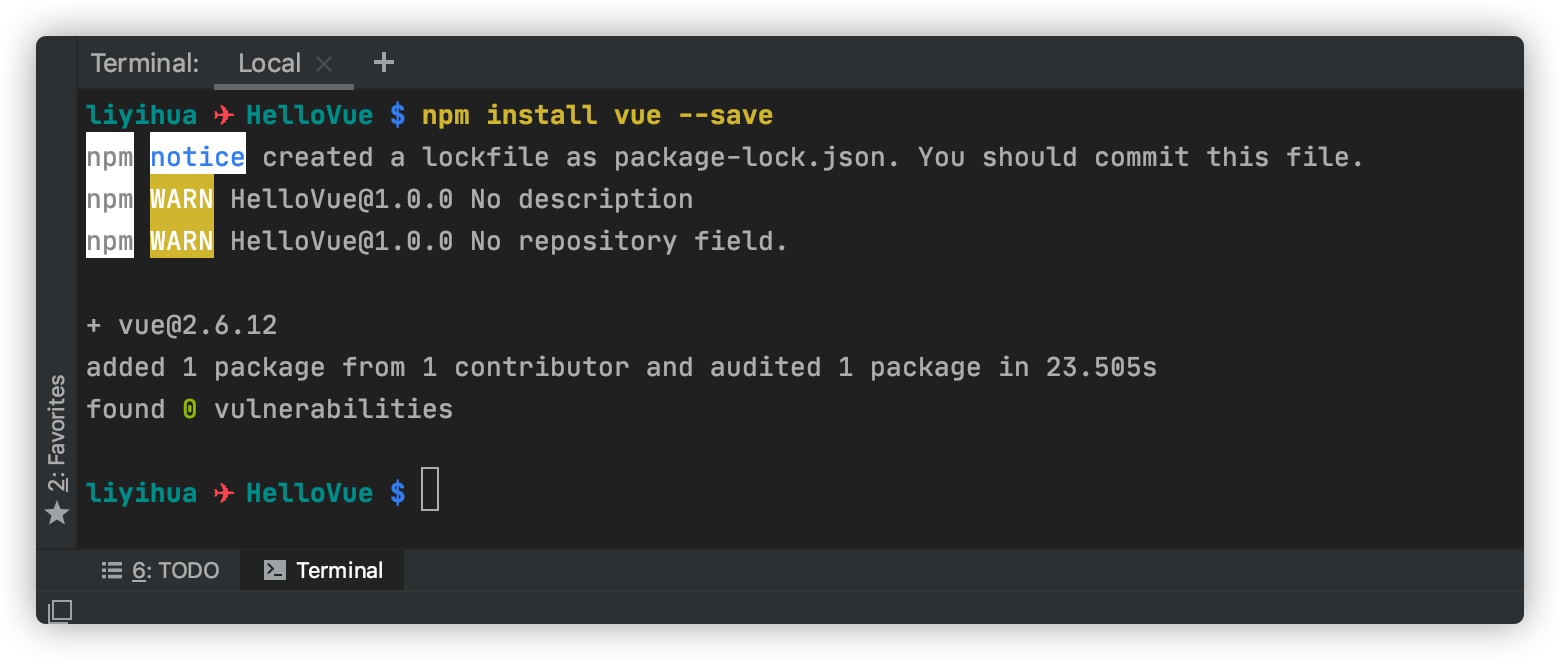 Terminal: Local × +
liyihua ✈ HelloVue $ npm install vue --save
npm notice created a lockfile as package-lock.json. You should commit this file.
npm WARN HelloVue@1.0.0 No description
npm WARN HelloVue@1.0.0 No repository field.
+ vue@2.6.12
added 1 package from 1 contributor and audited 1 package in 23.505s
found 0 vulnerabilities
liyihua ✈ HelloVue $
2: Favorites
6: TODO Terminal